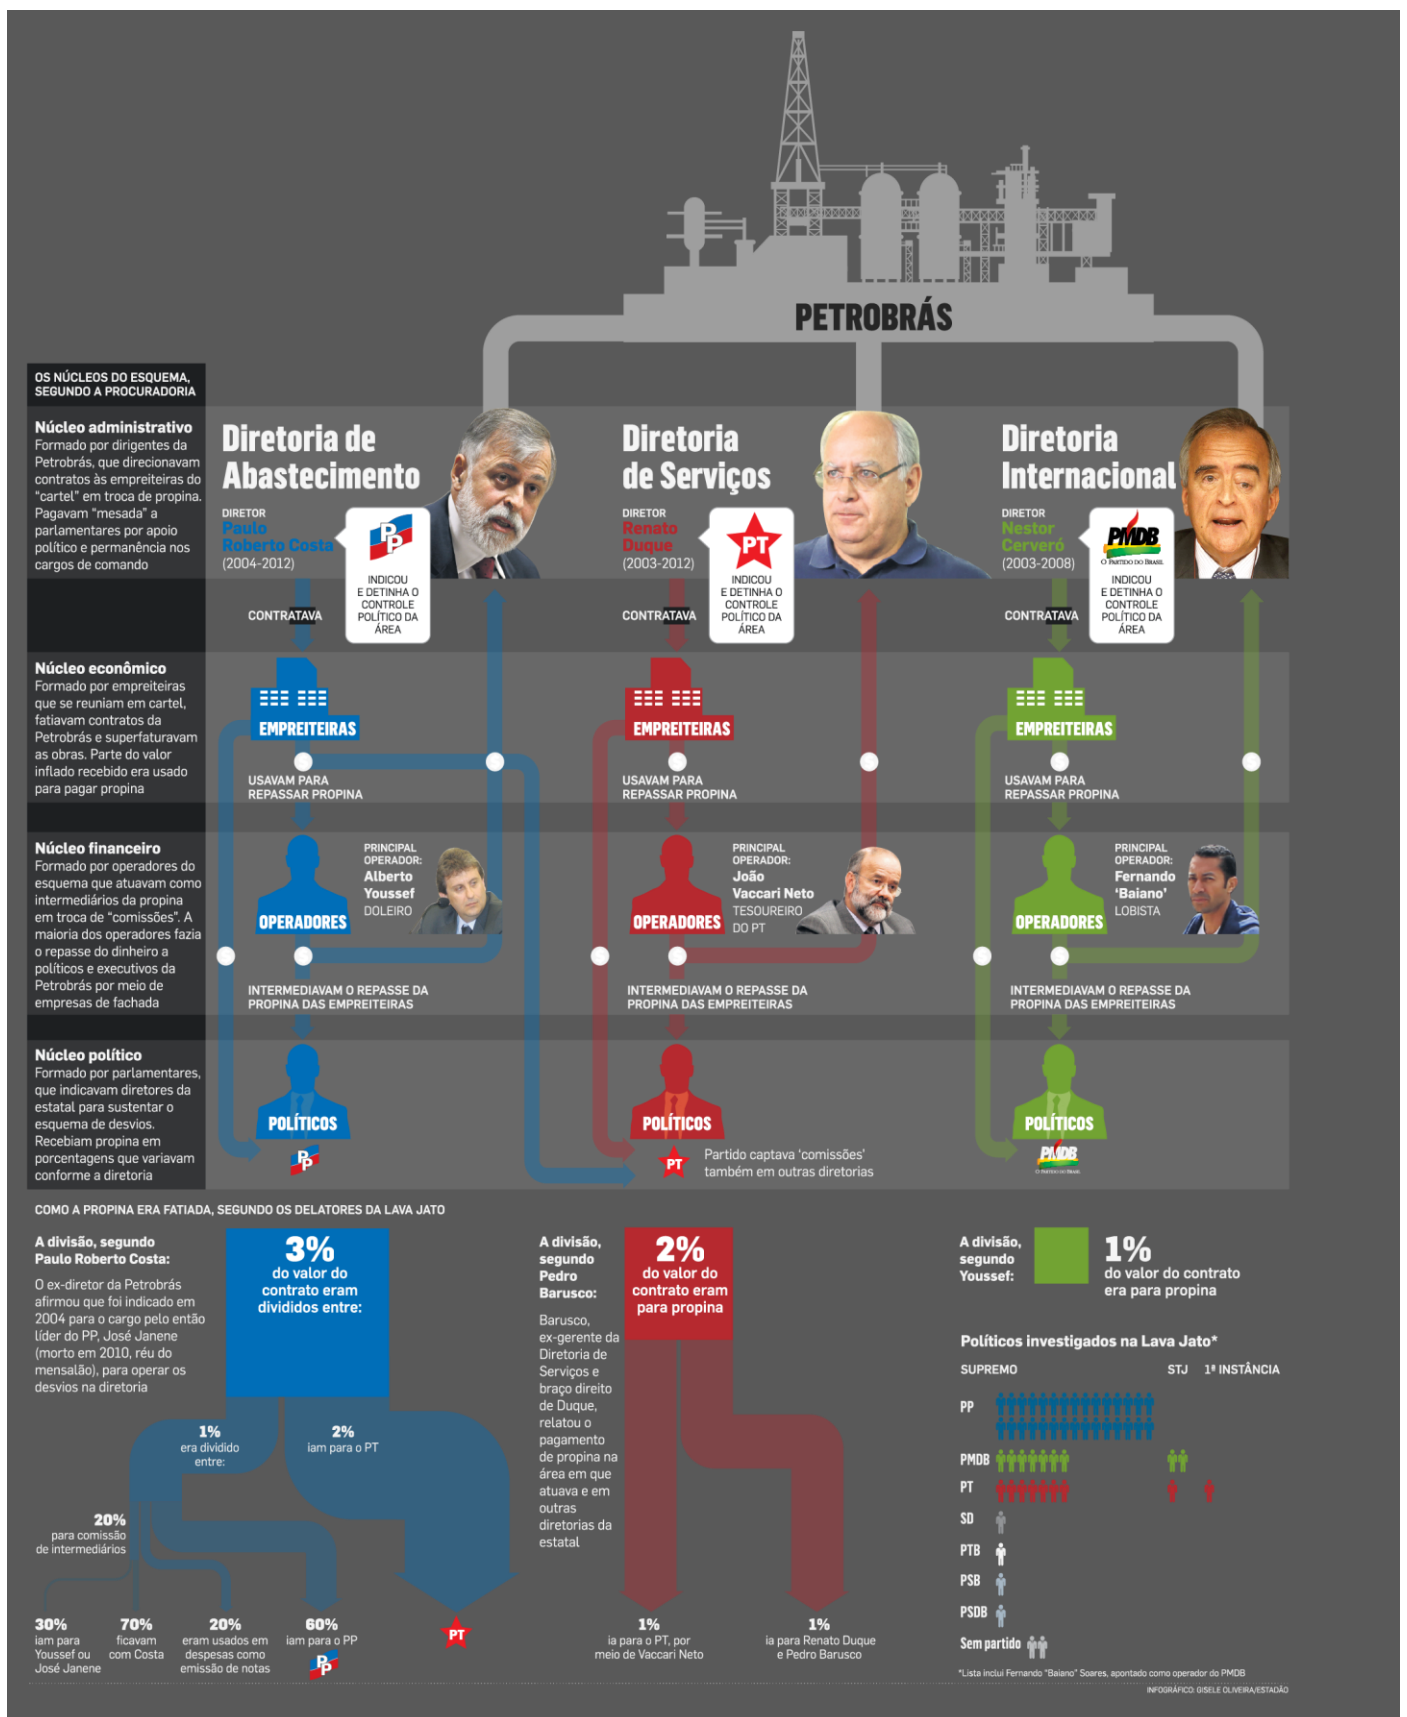 PETROBRÁS
OS NÚCLEOS DO ESQUEMA,
SEGUNDO A PROCURADORIA
Núcleo administrativo
Formado por dirigentes da
Petrobrás, que direcionavam
contratos às empreiteiras do
“cartel” em troca de propina.
Pagavam “mesada” a
parlamentares por apoio
político e permanência nos
cargos de comando
Diretoria de
Abastecimento
DIRETOR
Paulo
Roberto Costa
(2004-2012)
PP
INDICOU
E DETINHA O
CONTROLE
POLÍTICO DA
ÁREA
CONTRATAVA
Diretoria
de Serviços
DIRETOR
Renato
Duque
(2003-2012)
PT
INDICOU
E DETINHA O
CONTROLE
POLÍTICO DA
ÁREA
CONTRATAVA
Diretoria
Internacional
DIRETOR
Nestor
Cerveró
(2003-2008)
PMDB
O PARTIDO DO BRASIL
INDICOU
E DETINHA O
CONTROLE
POLÍTICO DA
ÁREA
CONTRATAVA
Núcleo econômico
Formado por empreiteiras
que se reuniam em cartel,
fatiavam contratos da
Petrobrás e superfaturavam
as obras. Parte do valor
inflado recebido era usado
para pagar propina
EMPREITEIRAS
USAVAM PARA
REPASSAR PROPINA
EMPREITEIRAS
USAVAM PARA
REPASSAR PROPINA
EMPREITEIRAS
USAVAM PARA
REPASSAR PROPINA
Núcleo financeiro
Formado por operadores do
esquema que atuavam como
intermediários da propina
em troca de “comissões”. A
maioria dos operadores fazia
o repasse do dinheiro a
políticos e executivos da
Petrobrás por meio de
empresas de fachada
OPERADORES
PRINCIPAL
OPERADOR:
Alberto
Youssef
DOLEIRO
INTERMEDIAVAM O REPASSE DA
PROPINA DAS EMPREITEIRAS
OPERADORES
PRINCIPAL
OPERADOR:
João
Vaccari Neto
TESOUREIRO
DO PT
INTERMEDIAVAM O REPASSE DA
PROPINA DAS EMPREITEIRAS
OPERADORES
PRINCIPAL
OPERADOR:
Fernando
‘Baiano’
LOBISTA
INTERMEDIAVAM O REPASSE DA
PROPINA DAS EMPREITEIRAS
Núcleo político
Formado por parlamentares,
que indicavam diretores da
estatal para sustentar o
esquema de desvios.
Recebiam propina em
porcentagens que variavam
conforme a diretoria
POLÍTICOS
PP
POLÍTICOS
PT
Partido captava ‘comissões’
também em outras diretorias
POLÍTICOS
PMDB
O PARTIDO DO BRASIL
COMO A PROPINA ERA FATIADA, SEGUNDO OS DELATORES DA LAVA JATO
A divisão, segundo
Paulo Roberto Costa:
O ex-diretor da Petrobrás
afirmou que foi indicado em
2004 para o cargo pelo então
líder do PP, José Janene
(morto em 2010, réu do
mensalão), para operar os
desvios na diretoria
3%
do valor do
contrato eram
divididos entre:
1%
era dividido
entre:
2%
iam para o PT
20%
para comissão
de intermediários
30%
iam para
Youssef ou
José Janene
70%
ficavam
com Costa
20%
eram usados em
despesas como
emissão de notas
60%
iam para o PP
PP
PT
A divisão,
segundo
Pedro
Barusco:
Barusco,
ex-gerente da
Diretoria de
Serviços e
braço direito
de Duque,
relatou o
pagamento
de propina na
área em que
atuava e em
outras
diretorias da
estatal
2%
do valor do
contrato eram
para propina
1%
ia para o PT, por
meio de Vaccari Neto
1%
ia para Renato Duque
e Pedro Barusco
A divisão,
segundo
Youssef:
1%
do valor do contrato
era para propina
Políticos investigados na Lava Jato*
SUPREMO STJ 1ª INSTÂNCIA
PP
PMDB
PT
SD
PTB
PSB
PSDB
Sem partido
*Lista inclui Fernando “Baiano” Soares, apontado como operador do PMDB
INFOGRÁFICO: GISELE OLIVEIRA/ESTADÃO